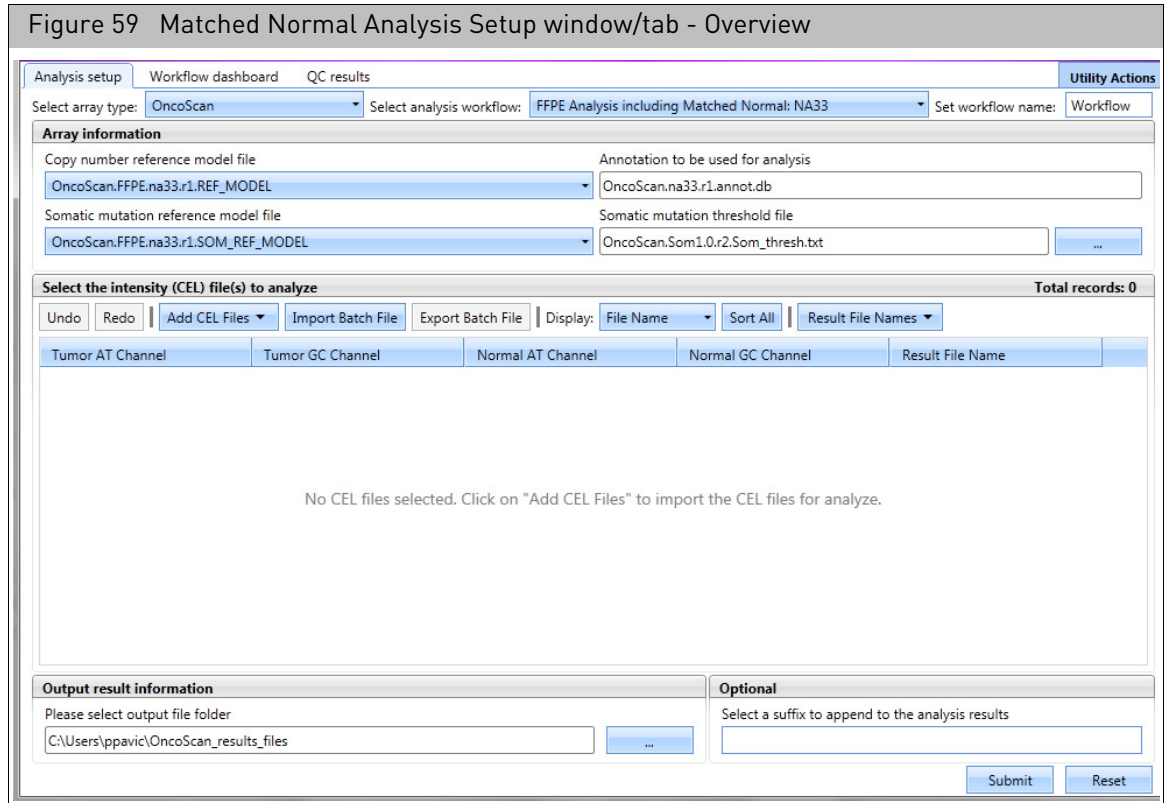 Figure 59 Matched Normal Analysis Setup window/tab - Overview
Analysis setup Workflow dashboard QC results Utility Actions
Select array type: OncoScan Select analysis workflow: FFPE Analysis including Matched Normal: NA33 Set workflow name: Workflow
Array information
Copy number reference model file Annotation to be used for analysis
OncoScan.FFPE.na33.r1.REF_MODEL OncoScan.na33.r1.annot.db
Somatic mutation reference model file Somatic mutation threshold file
OncoScan.FFPE.na33.r1.SOM_REF_MODEL OncoScan.Som1.0.r2.Som_thresh.txt ...
Select the intensity (CEL) file(s) to analyze Total records: 0
Undo Redo Add CEL Files Import Batch File Export Batch File Display: File Name Sort All Result File Names
Tumor AT Channel Tumor GC Channel Normal AT Channel Normal GC Channel Result File Name
No CEL files selected. Click on "Add CEL Files" to import the CEL files for analyze.
Output result information Optional
Please select output file folder Select a suffix to append to the analysis results
C:\Users\ppavic\OncoScan_results_files ...
Submit Reset